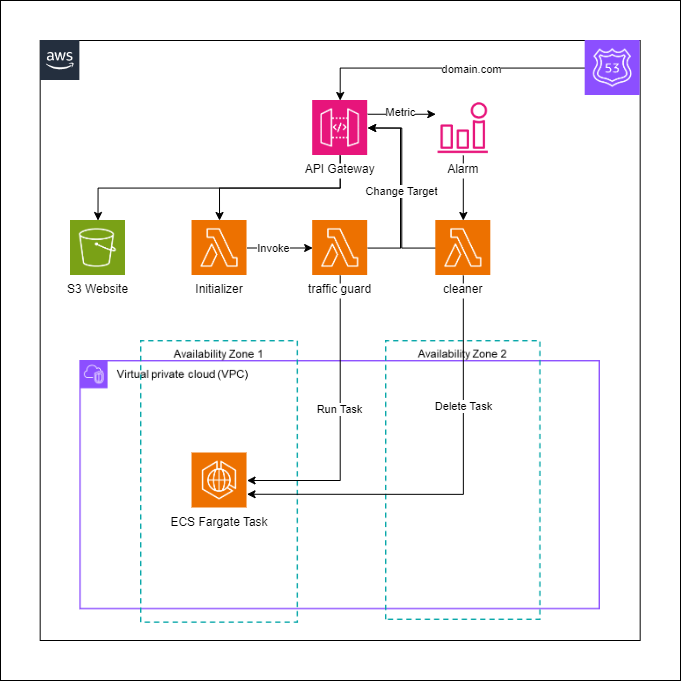 aws
domain.com
53
Metric
API Gateway
Alarm
Change Target
Invoke
S3 Website
Initializer
traffic guard
cleaner
Availability Zone 1
Availability Zone 2
Virtual private cloud (VPC)
Run Task
Delete Task
ECS Fargate Task